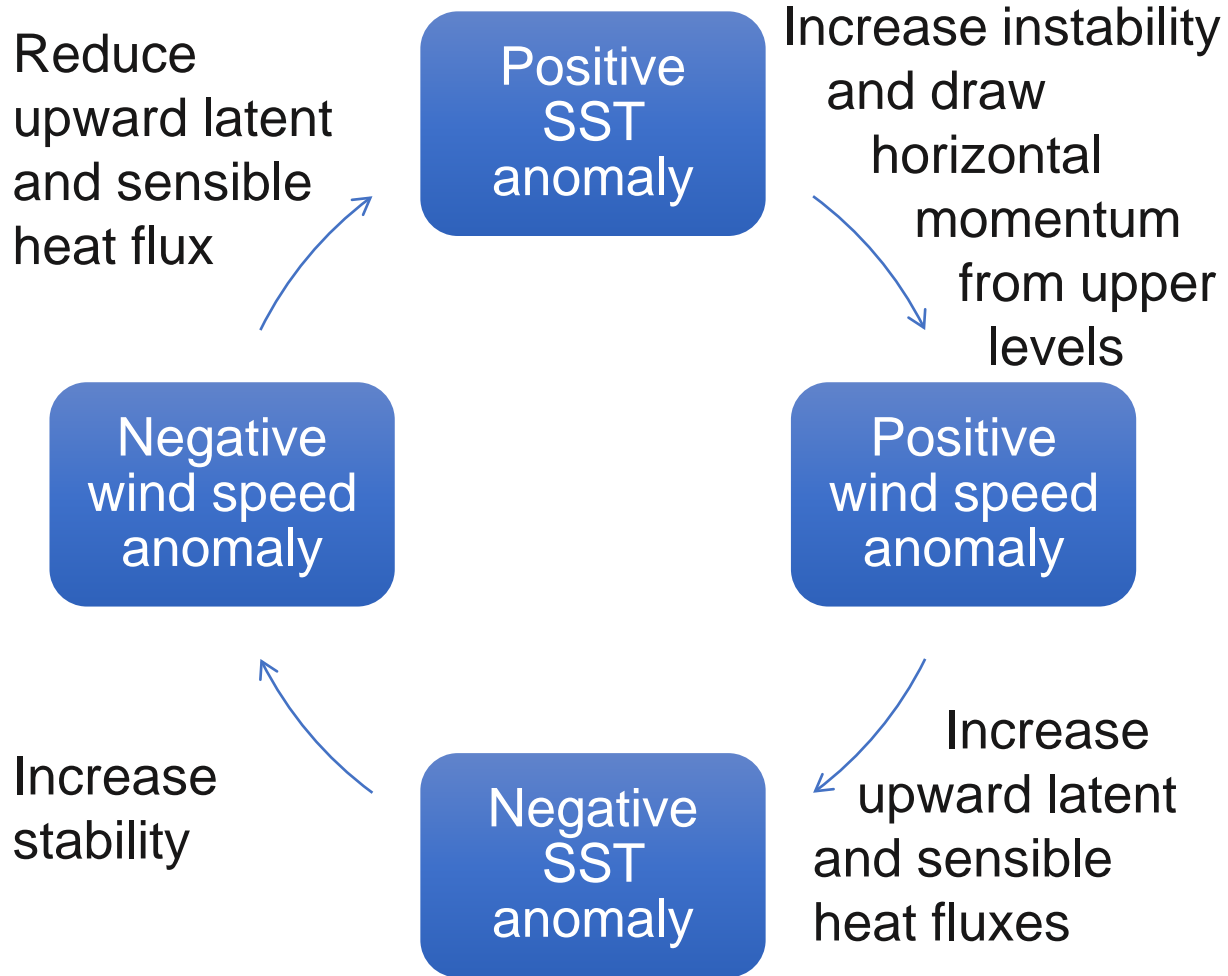 Positive
SST
anomaly
Increase instability
and draw
horizontal
momentum
from upper
levels
Positive
wind speed
anomaly
Increase
upward latent
and sensible
heat fluxes
Negative
SST
anomaly
Increase
stability
Negative
wind speed
anomaly
Reduce
upward latent
and sensible
heat flux